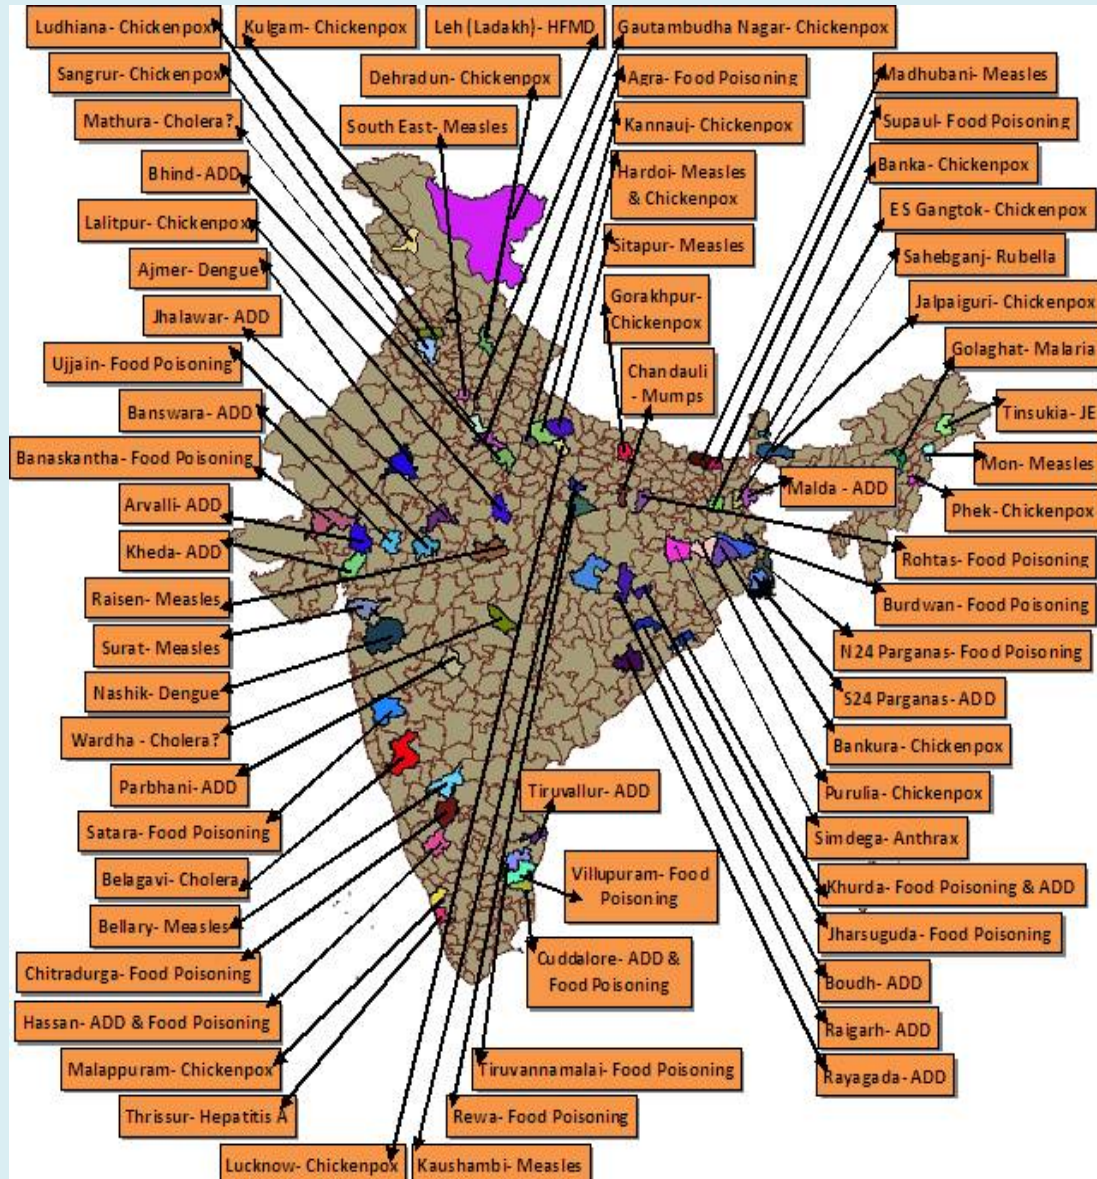 Ludhiana- Chickenpox
Kulgam- Chickenpox
Leh (Ladakh)- HFMD
Gautambudha Nagar- Chickenpox
Sangrur- Chickenpox
Dehradun- Chickenpox
Agra- Food Poisoning
Madhubani- Measles
Mathura- Cholera?
South East- Measles
Kannauj- Chickenpox
Supaul- Food Poisoning
Bhind- ADD
Hardoi- Measles
& Chickenpox
Banka- Chickenpox
Lalitpur- Chickenpox
Sitapur- Measles
ES Gangtok- Chickenpox
Ajmer- Dengue
Sahebganj- Rubella
Jhalawar- ADD
Gorakhpur-
Chickenpox
Jalpaiguri- Chickenpox
Ujjain- Food Poisoning
Chandauli
- Mumps
Golaghat- Malaria
Banswara- ADD
Tinsukia- JE
Banaskantha- Food Poisoning
Mon- Measles
Arvalli- ADD
Malda - ADD
Phek- Chickenpox
Kheda- ADD
Rohtas- Food Poisoning
Raisen- Measles
Burdwan- Food Poisoning
Surat- Measles
N24 Parganas- Food Poisoning
Nashik- Dengue
S24 Parganas- ADD
Wardha - Cholera?
Bankura- Chickenpox
Parbhani- ADD
Tiruvallur- ADD
Purulia- Chickenpox
Satara- Food Poisoning
Simdega- Anthrax
Belagavi- Cholera
Villupuram- Food
Poisoning
Khurda- Food Poisoning & ADD
Bellary- Measles
Jharsuguda- Food Poisoning
Chitradurga- Food Poisoning
Cuddalore- ADD &
Food Poisoning
Boudh- ADD
Hassan- ADD & Food Poisoning
Raigarh- ADD
Malappuram- Chickenpox
Tiruvannamalai- Food Poisoning
Rayagada- ADD
Thrissur- Hepatitis A
Rewa- Food Poisoning
Lucknow- Chickenpox
Kaushambi- Measles